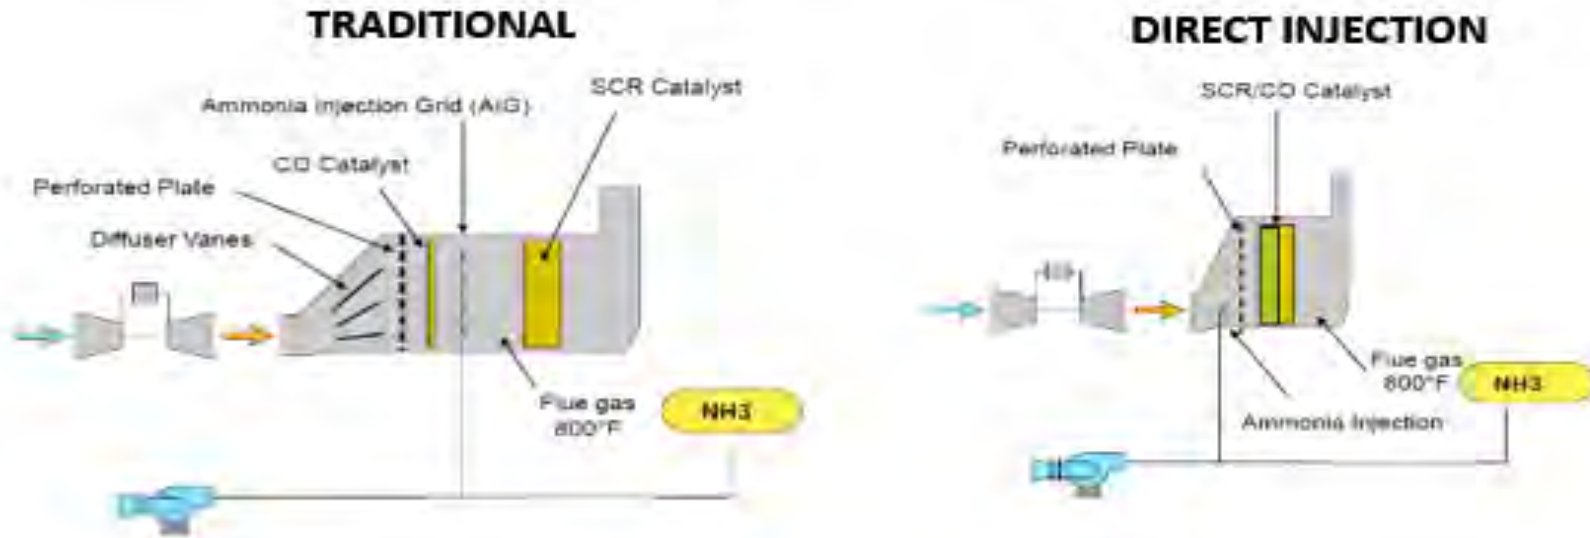 TRADITIONAL
Ammonia Injection Grid (AIG)
SCR Catalyst
CO Catalyst
Perforated Plate
Diffuser Vanes
Flue gas
800°F
NH3
DIRECT INJECTION
SCR/CO Catalyst
Perforated Plate
Flue gas
800°F
NH3
Ammonia Injection